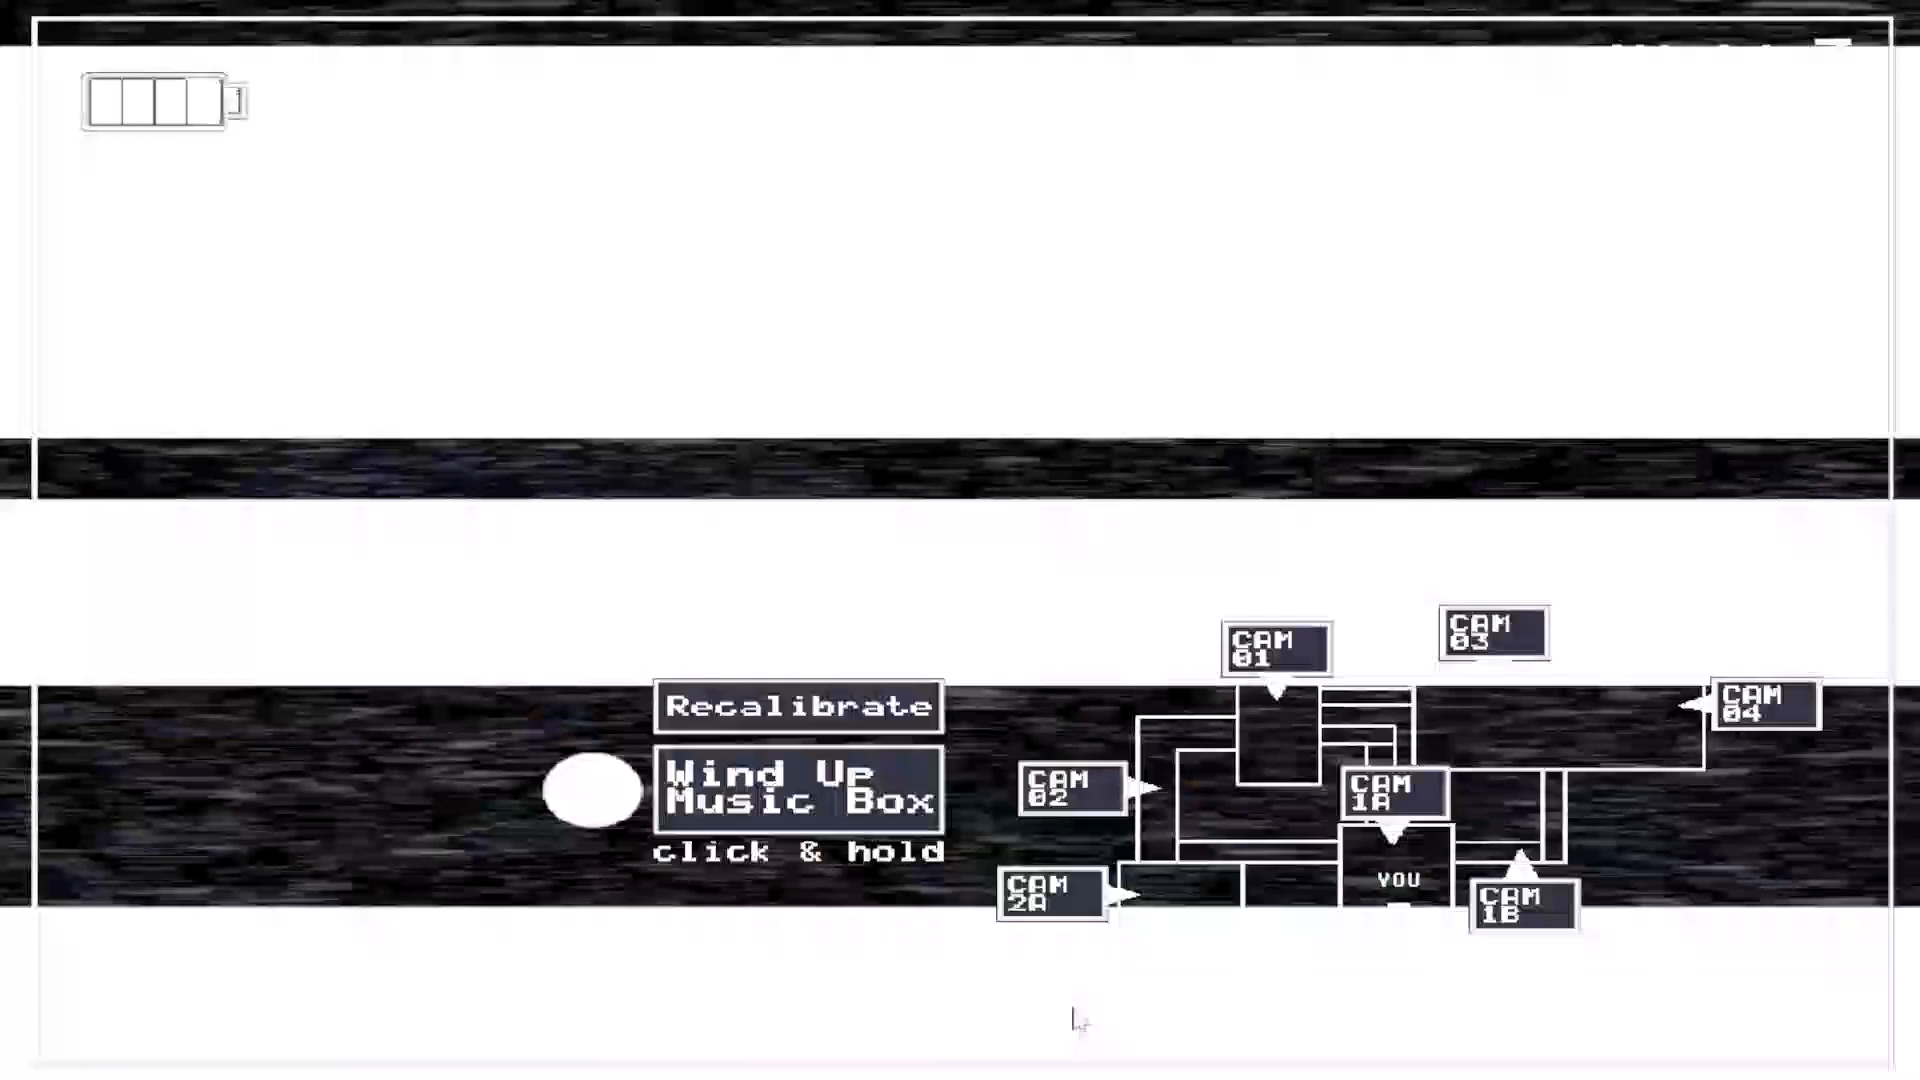 CAM
01
CAM
03
Recalibrate
CAM
04
Wind Up
Music Box
click & hold
CAM
02
CAM
1A
YOU
CAM
2A
CAM
1B